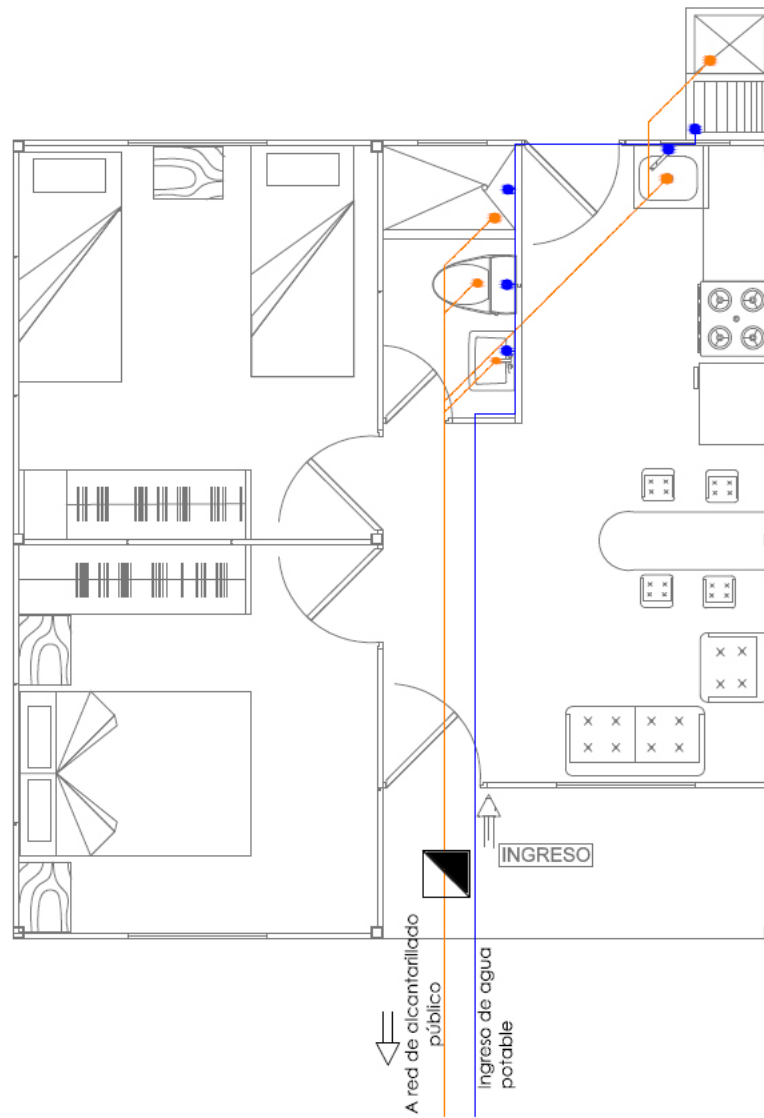 INGRESO
A red de alcantarillado
público
Ingreso de agua
potable